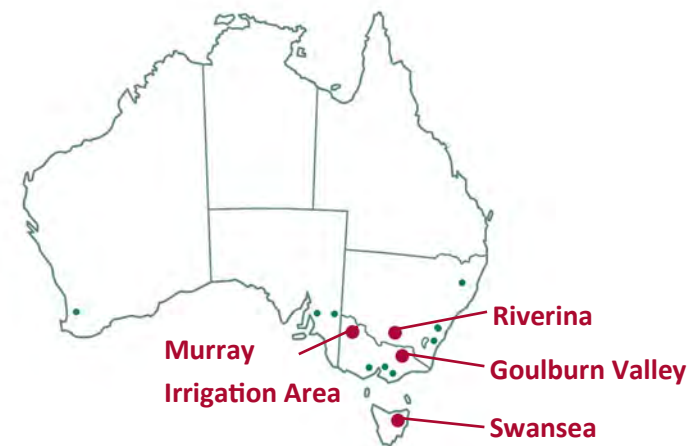 Riverina
Murray
Irrigation Area
Goulburn Valley
Swansea